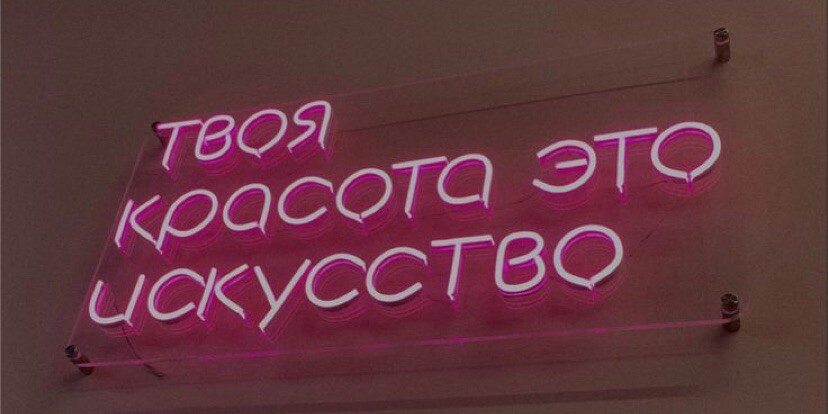 твоя
красота это
искусство